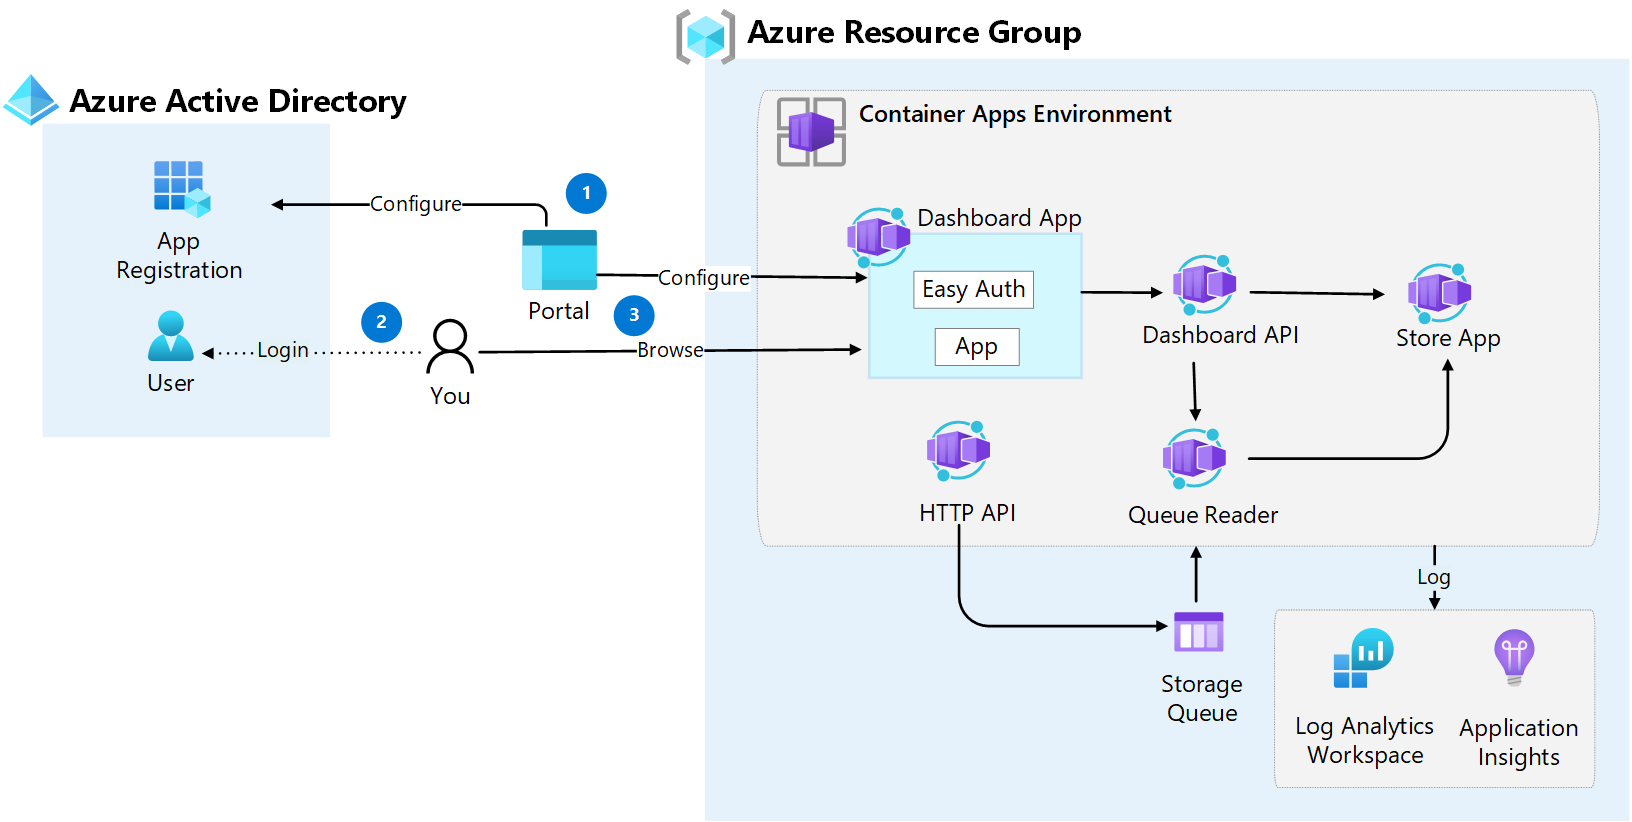 Azure Resource Group
Azure Active Directory
Container Apps Environment
1
Configure
App
Registration
Dashboard App
Configure
Easy Auth
Portal
3
2
Login
User
You
Browse
App
Dashboard API
Store App
HTTP API
Queue Reader
Log
Storage
Queue
Log Analytics
Workspace
Application
Insights